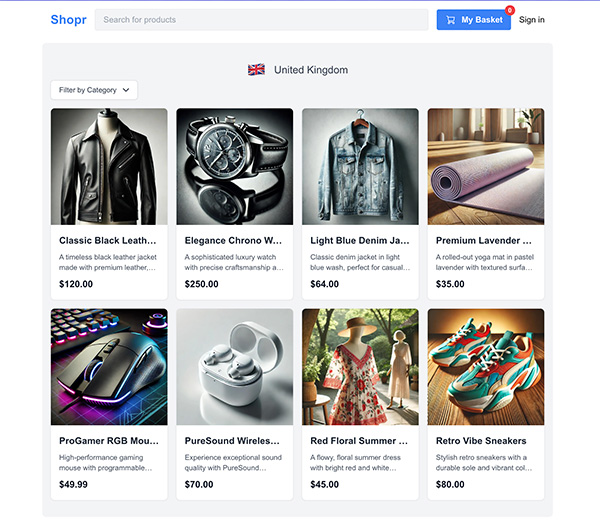 Shopr
Search for products
My Basket
0
Sign in
United Kingdom
Filter by Category
Classic Black Leath...
A timeless black leather jacket
made with premium leather,...
$120.00
Elegance Chrono W...
A sophisticated luxury watch
with precise craftsmanship a...
$250.00
Light Blue Denim Ja...
Classic denim jacket in light
blue wash, perfect for casual...
$64.00
Premium Lavender ...
A rolled-out yoga mat in pastel
lavender with textured surfa...
$35.00
ProGamer RGB Mou...
High-performance gaming
mouse with programmable...
$49.99
PureSound Wireles...
Experience exceptional sound
quality with PureSound...
$70.00
Red Floral Summer ...
A flowy, floral summer dress
with bright red and white...
$45.00
Retro Vibe Sneakers
Stylish retro sneakers with a
durable sole and vibrant col...
$80.00